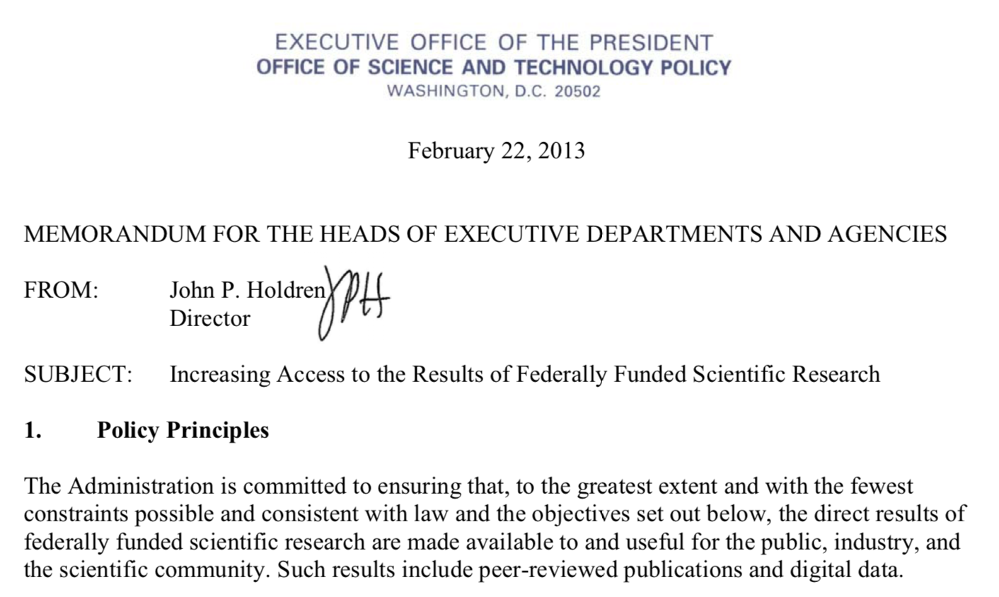 EXECUTIVE OFFICE OF THE PRESIDENT
OFFICE OF SCIENCE AND TECHNOLOGY POLICY
WASHINGTON, D.C. 20502
February 22, 2013
MEMORANDUM FOR THE HEADS OF EXECUTIVE DEPARTMENTS AND AGENCIES
FROM: John P. Holdren JPH
Director
SUBJECT: Increasing Access to the Results of Federally Funded Scientific Research
1. Policy Principles
The Administration is committed to ensuring that, to the greatest extent and with the fewest
constraints possible and consistent with law and the objectives set out below, the direct results of
federally funded scientific research are made available to and useful for the public, industry, and
the scientific community. Such results include peer-reviewed publications and digital data.